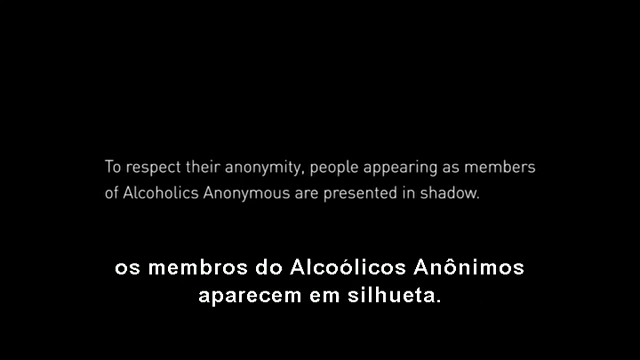 To respect their anonymity, people appearing as members
of Alcoholics Anonymous are presented in shadow.
os membros do Alcoólicos Anônimos
aparecem em silhueta.